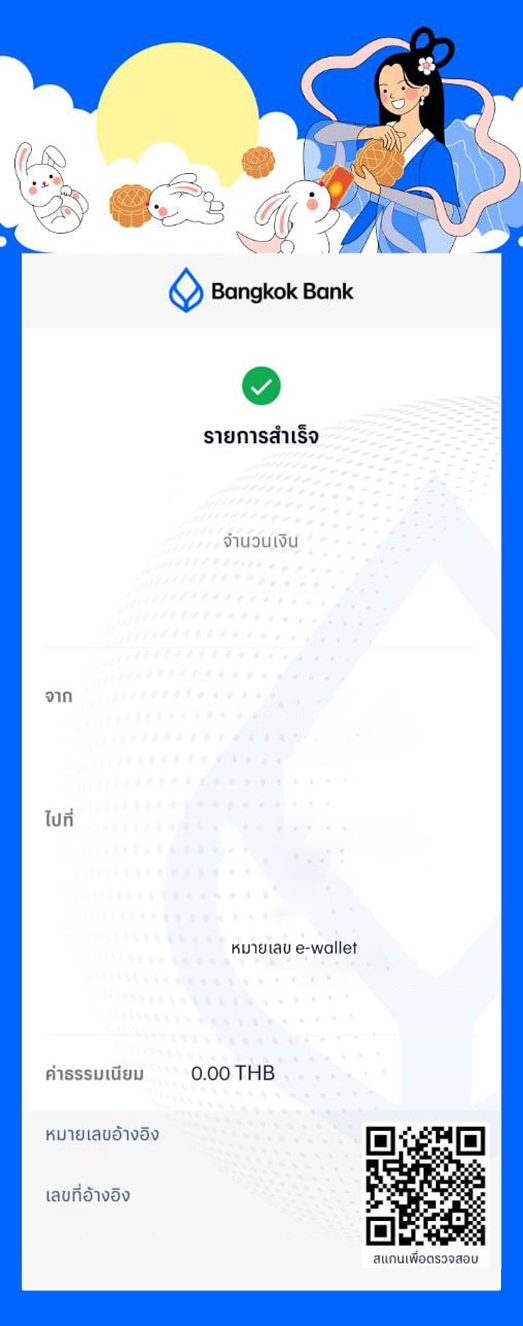 Bangkok Bank
รายการสำเร็จ
จำนวนเงิน
จาก
ไปที่
หมายเลข e-wallet
ค่าธรรมเนียม 0.00 THB
หมายเลขอ้างอิง
เลขที่อ้างอิง
สแกนเพื่อตรวจสอบ